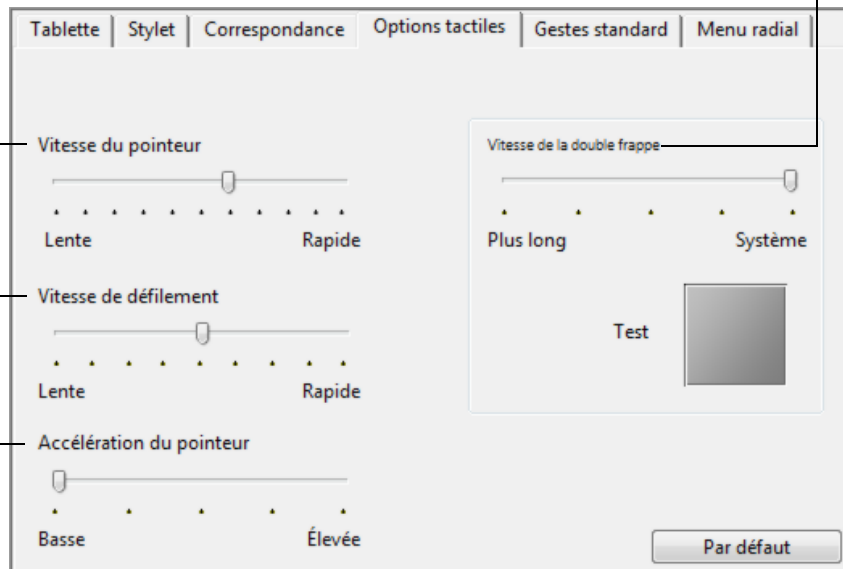 Tablette Stylet Correspondance Options tactiles Gestes standard Menu radial
Vitesse du pointeur
Lente Rapide
Vitesse de défilement
Lente Rapide
Accélération du pointeur
Basse Élevée
Vitesse de la double frappe
Plus long Système
Test
Par défaut